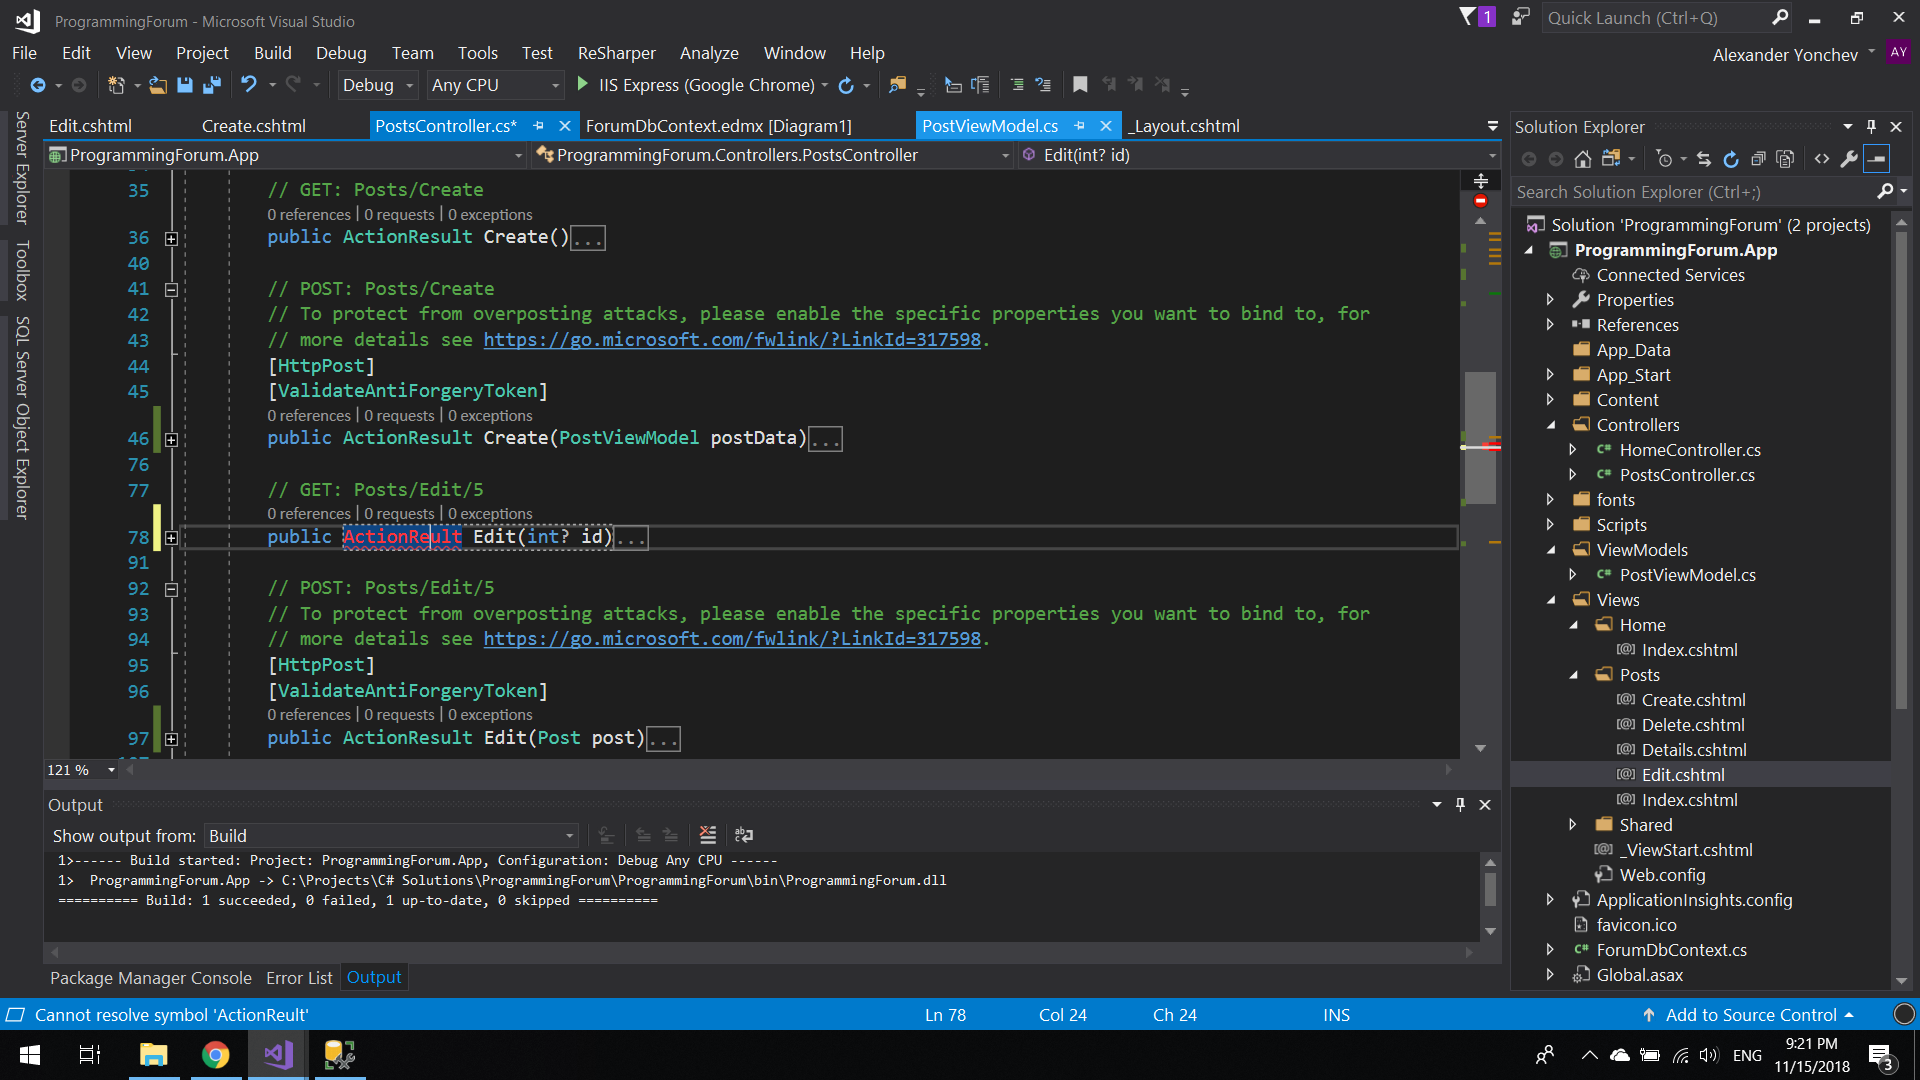 ProgrammingForum - Microsoft Visual Studio
1
Quick Launch (Ctrl+Q)
File Edit View Project Build Debug Team Tools Test ReSharper Analyze Window Help
Alexander Yonchev
AY
Debug
Any CPU
IIS Express (Google Chrome)
Server Explorer
Toolbox
SQL Server Object Explorer
Edit.cshtml
Create.cshtml
PostsController.cs*
ForumDbContext.edmx [Diagram1]
PostViewModel.cs
_Layout.cshtml
ProgrammingForum.App
ProgrammingForum.Controllers.PostsController
Edit(int? id)
35 // GET: Posts/Create
0 references | 0 requests | 0 exceptions
36 public ActionResult Create()...
40
41 // POST: Posts/Create
42 // To protect from overposting attacks, please enable the specific properties you want to bind to, for
43 // more details see https://go.microsoft.com/fwlink/?LinkId=317598.
44 [HttpPost]
45 [ValidateAntiForgeryToken]
0 references | 0 requests | 0 exceptions
46 public ActionResult Create(PostViewModel postData)...
76
77 // GET: Posts/Edit/5
0 references | 0 requests | 0 exceptions
78 public ActionReult Edit(int? id)...
91
92 // POST: Posts/Edit/5
93 // To protect from overposting attacks, please enable the specific properties you want to bind to, for
94 // more details see https://go.microsoft.com/fwlink/?LinkId=317598.
95 [HttpPost]
96 [ValidateAntiForgeryToken]
0 references | 0 requests | 0 exceptions
97 public ActionResult Edit(Post post)...
121 %
Output
Show output from: Build
1>------ Build started: Project: ProgrammingForum.App, Configuration: Debug Any CPU ------
1>  ProgrammingForum.App -> C:\Projects\C# Solutions\ProgrammingForum\ProgrammingForum\bin\ProgrammingForum.dll
========== Build: 1 succeeded, 0 failed, 1 up-to-date, 0 skipped ==========
Package Manager Console Error List Output
Solution Explorer
Search Solution Explorer (Ctrl+;)
Solution 'ProgrammingForum' (2 projects)
ProgrammingForum.App
Connected Services
Properties
References
App_Data
App_Start
Content
Controllers
C# HomeController.cs
C# PostsController.cs
fonts
Scripts
ViewModels
C# PostViewModel.cs
Views
Home
[@] Index.cshtml
Posts
[@] Create.cshtml
[@] Delete.cshtml
[@] Details.cshtml
[@] Edit.cshtml
[@] Index.cshtml
Shared
[@] _ViewStart.cshtml
Web.config
ApplicationInsights.config
favicon.ico
C# ForumDbContext.cs
Global.asax
Cannot resolve symbol 'ActionReult'
Ln 78
Col 24
Ch 24
INS
Add to Source Control
ENG
9:21 PM
11/15/2018
3